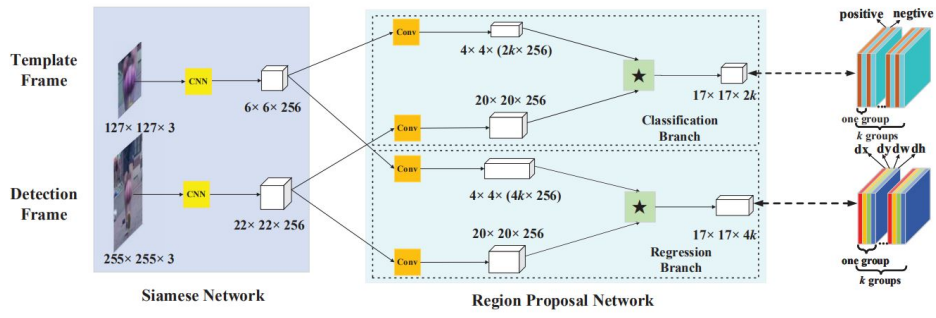 Template
Frame
127× 127× 3
CNN
6× 6× 256
Detection
Frame
255× 255× 3
CNN
22× 22× 256
Siamese Network
Conv
4× 4× (2k× 256)
Conv
20× 20× 256
★
17× 17× 2k
Classification
Branch
Conv
4× 4× (4k× 256)
Conv
20× 20× 256
★
17× 17× 4k
Regression
Branch
Region Proposal Network
positive negtive
one group
k groups
dx dy dw dh
one group
k groups